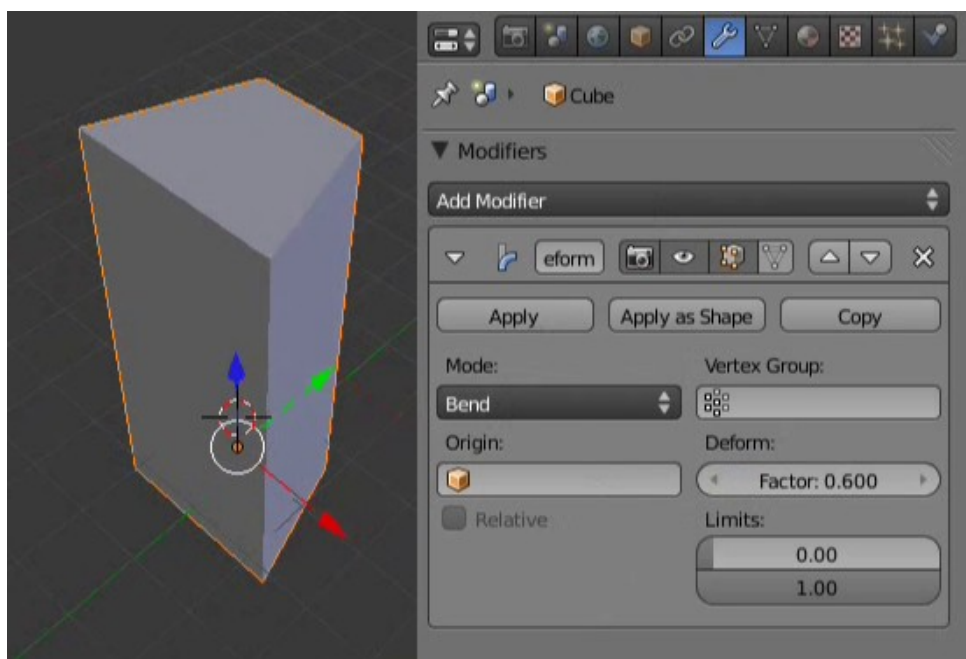 Cube
Modifiers
Add Modifier
eform
Apply
Apply as Shape
Copy
Mode:
Vertex Group:
Bend
Origin:
Deform:
Factor: 0.600
Relative
Limits:
0.00
1.00